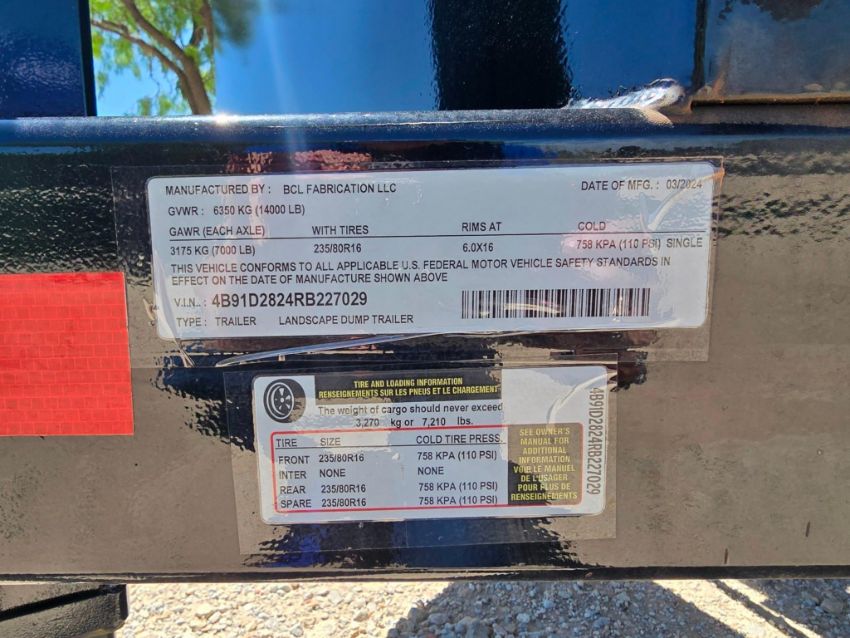 MANUFACTURED BY : BCL FABRICATION LLC DATE OF MFG. : 03/2024
GVWR : 6350 KG (14000 LB)
GAWR (EACH AXLE) WITH TIRES RIMS AT COLD
3175 KG (7000 LB) 235/80R16 6.0X16 758 KPA (110 PSI) SINGLE
THIS VEHICLE CONFORMS TO ALL APPLICABLE U.S. FEDERAL MOTOR VEHICLE SAFETY STANDARDS IN
EFFECT ON THE DATE OF MANUFACTURE SHOWN ABOVE
V.I.N.. : 4B91D2824RB227029
TYPE : TRAILER LANDSCAPE DUMP TRAILER
TIRE AND LOADING INFORMATION
RENSEIGNEMENTS SUR LES PNEUS ET LE CHARGEMENT
The weight of cargo should never exceed
3,270 kg or 7,210 lbs.
TIRE SIZE COLD TIRE PRESS.
FRONT 235/80R16 758 KPA (110 PSI)
INTER NONE NONE
REAR 235/80R16 758 KPA (110 PSI)
SPARE 235/80R16 758 KPA (110 PSI)
SEE OWNER'S
MANUAL FOR
ADDITIONAL
INFORMATION
VOIR LE MANUEL
DE L'USAGER
POUR PLUS DE
RENSEIGNEMENTS
4B91D2824RB227029